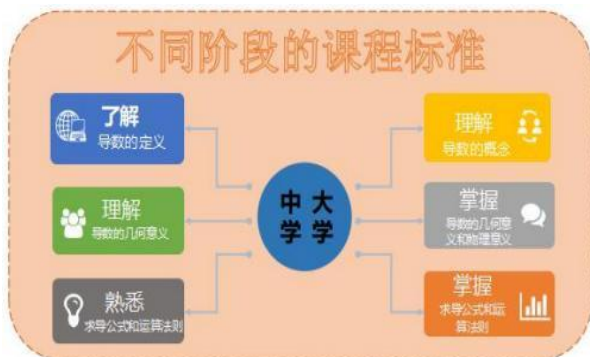 不同阶段的课程标准
了解
导数的定义
理解
导数的几何意义
熟悉
求导公式和运算法则
中 大
学 学
理解
导数的概念
掌握
导数的几何意
义和物理意义
掌握
求导公式和运
算法则